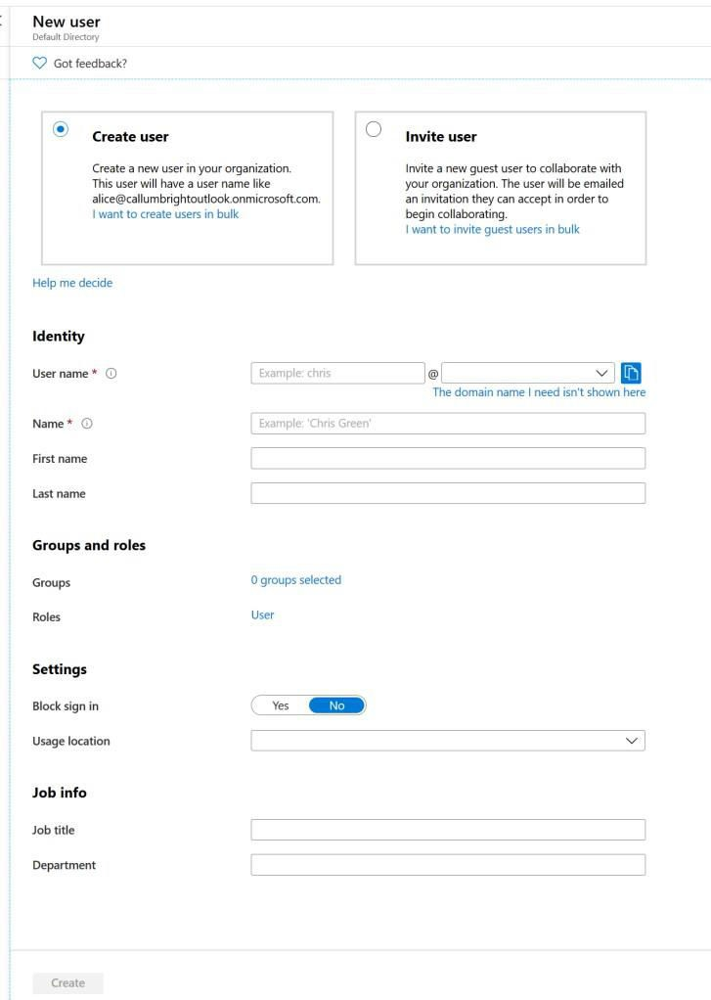 New user
Default Directory
Got feedback?
Create user
Create a new user in your organization.
This user will have a user name like
alice@callumbrightoutlook.onmicrosoft.com.
I want to create users in bulk
Invite user
Invite a new guest user to collaborate with
your organization. The user will be emailed
an invitation they can accept in order to
begin collaborating.
I want to invite guest users in bulk
Help me decide
Identity
User name * Example: chris @
The domain name I need isn't shown here
Name * Example: 'Chris Green'
First name
Last name
Groups and roles
Groups 0 groups selected
Roles User
Settings
Block sign in Yes No
Usage location
Job info
Job title
Department
Create